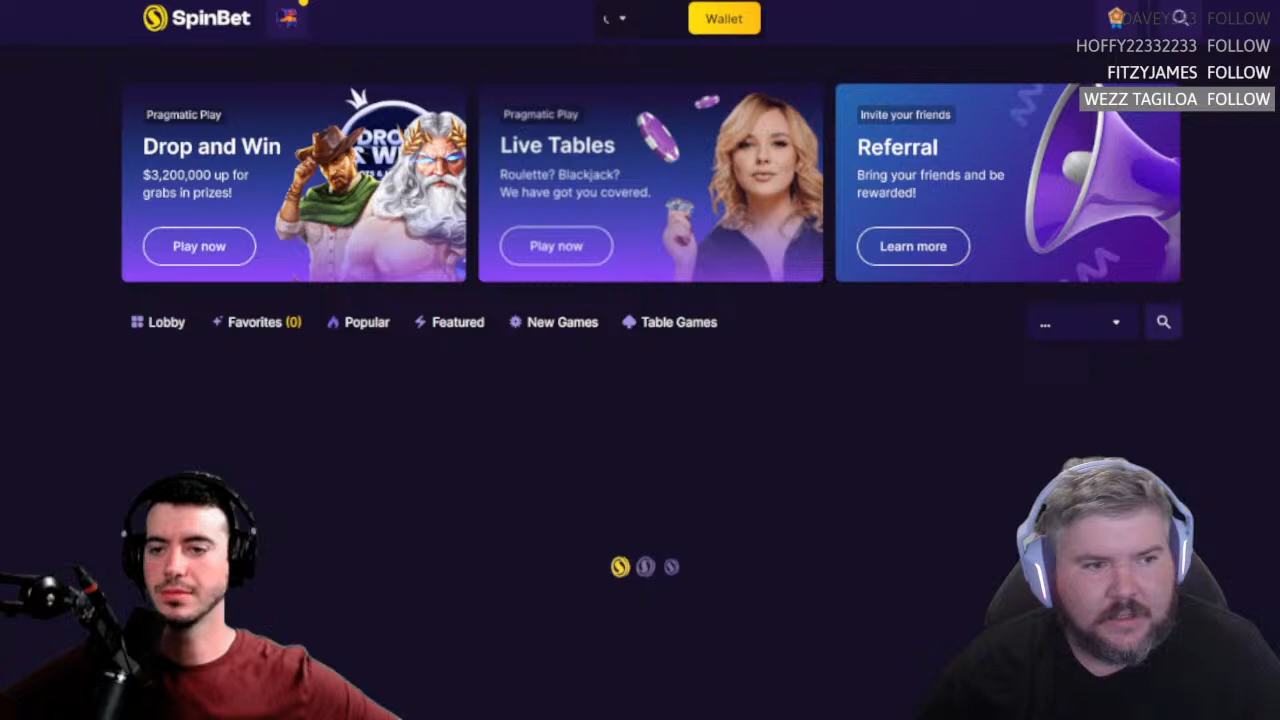 SpinBet
Wallet
DAVEY593 FOLLOW
HOFFY22332233 FOLLOW
FITZYJAMES FOLLOW
WEZZ TAGILOA FOLLOW
Pragmatic Play
Drop and Win
$3,200,000 up for
grabs in prizes!
Play now
Pragmatic Play
Live Tables
Roulette? Blackjack?
We have got you covered.
Play now
Invite your friends
Referral
Bring your friends and be
rewarded!
Learn more
Lobby
Favorites (0)
Popular
Featured
New Games
Table Games
...